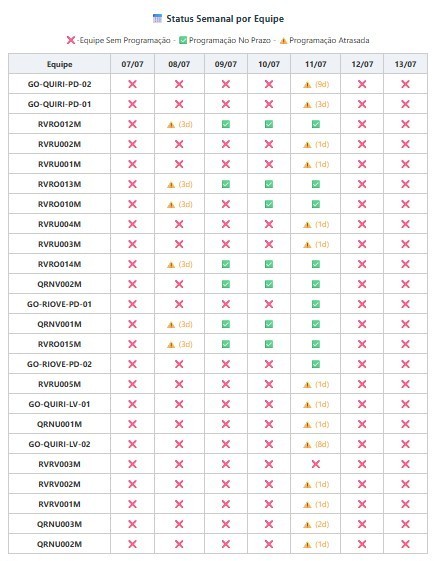 📅 Status Semanal por Equipe
❌ -Equipe Sem Programação - ✅ Programação No Prazo - ⚠️ Programação Atrasada
Equipe 07/07 08/07 09/07 10/07 11/07 12/07 13/07
GO-QUIRI-PD-02 ❌ ❌ ❌ ❌ ⚠️ (9d) ❌ ❌
GO-QUIRI-PD-01 ❌ ❌ ❌ ❌ ⚠️ (3d) ❌ ❌
RVRO012M ❌ ⚠️ (3d) ✅ ✅ ✅ ❌ ❌
RVRU002M ❌ ❌ ❌ ❌ ⚠️ (1d) ❌ ❌
RVRU001M ❌ ❌ ❌ ❌ ⚠️ (1d) ❌ ❌
RVRO013M ❌ ⚠️ (3d) ✅ ✅ ✅ ❌ ❌
RVRO010M ❌ ⚠️ (3d) ❌ ✅ ✅ ❌ ❌
RVRU004M ❌ ❌ ❌ ❌ ⚠️ (1d) ❌ ❌
RVRU003M ❌ ❌ ❌ ❌ ⚠️ (1d) ❌ ❌
RVRO014M ❌ ⚠️ (3d) ✅ ✅ ✅ ❌ ❌
QRNV002M ❌ ❌ ✅ ✅ ✅ ❌ ❌
GO-RIOVE-PD-01 ❌ ❌ ❌ ❌ ✅ ❌ ❌
QRNV001M ❌ ⚠️ (3d) ✅ ✅ ✅ ❌ ❌
RVRO015M ❌ ⚠️ (3d) ✅ ✅ ✅ ❌ ❌
GO-RIOVE-PD-02 ❌ ❌ ❌ ❌ ✅ ❌ ❌
RVRU005M ❌ ❌ ❌ ❌ ⚠️ (1d) ❌ ❌
GO-QUIRI-LV-01 ❌ ❌ ❌ ❌ ⚠️ (1d) ❌ ❌
QRNU001M ❌ ❌ ❌ ❌ ⚠️ (1d) ❌ ❌
GO-QUIRI-LV-02 ❌ ❌ ❌ ❌ ⚠️ (8d) ❌ ❌
RVRV003M ❌ ❌ ❌ ❌ ❌ ❌ ❌
RVRV002M ❌ ❌ ❌ ❌ ⚠️ (1d) ❌ ❌
RVRV001M ❌ ❌ ❌ ❌ ⚠️ (1d) ❌ ❌
QRNU003M ❌ ❌ ❌ ❌ ⚠️ (2d) ❌ ❌
QRNU002M ❌ ❌ ❌ ❌ ⚠️ (1d) ❌ ❌